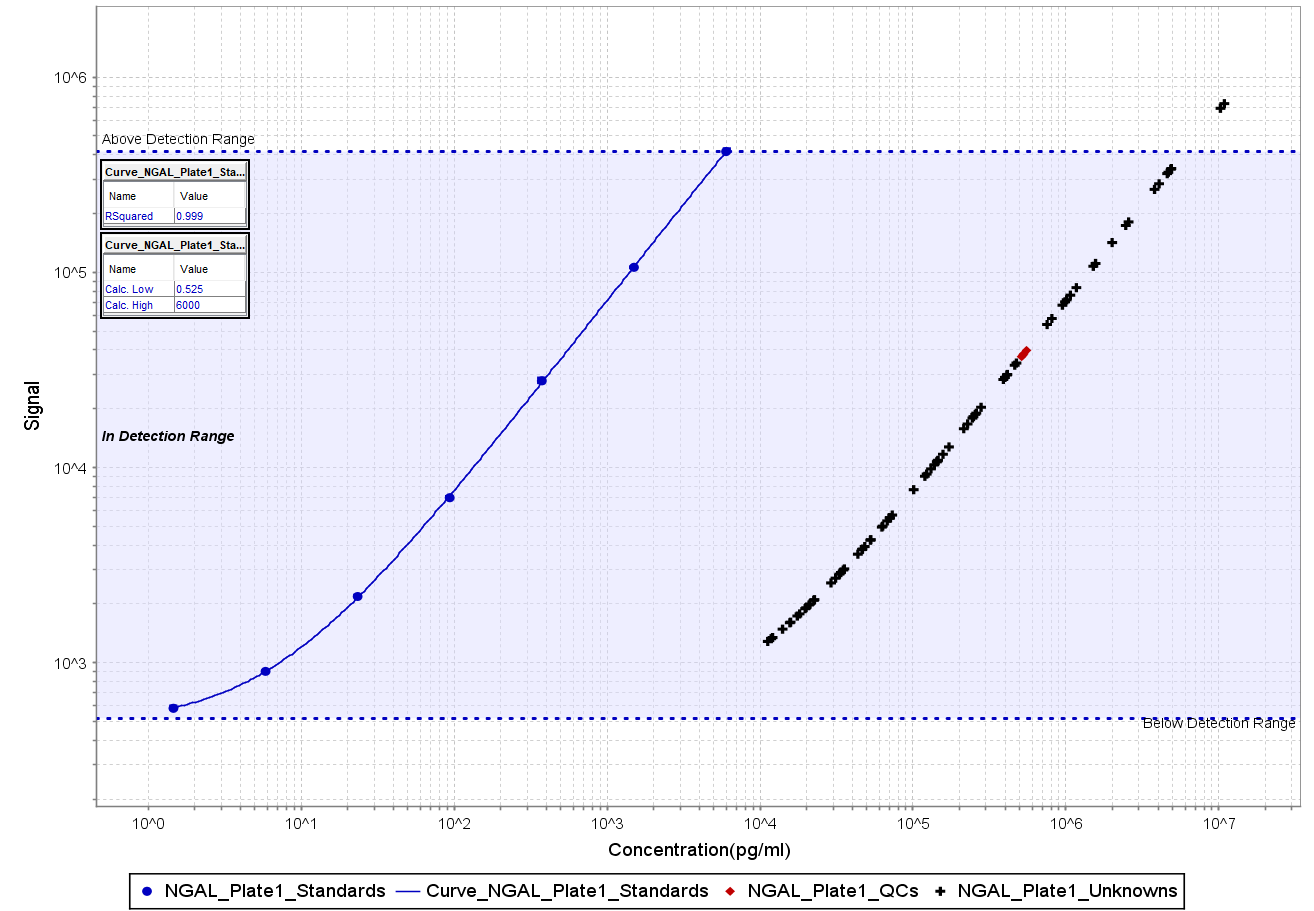 10^6
Above Detection Range
Curve_NGAL_Plate1_Sta...
Name Value
RSquared 0.999
Curve_NGAL_Plate1_Sta...
Name Value
Calc. Low 0.525
Calc. High 6000
10^5
Signal
In Detection Range
10^4
10^3
Below Detection Range
10^0 10^1 10^2 10^3 10^4 10^5 10^6 10^7
Concentration(pg/ml)
NGAL_Plate1_Standards Curve_NGAL_Plate1_Standards NGAL_Plate1_QCs NGAL_Plate1_Unknowns